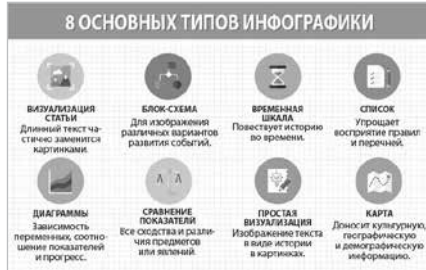 8 ОСНОВНЫХ ТИПОВ ИНФОГРАФИКИ
ВИЗУАЛИЗАЦИЯ
СТАТЬИ
Длинный текст ча-
стично заменится
картинками.
БЛОК-СХЕМА
Для изображения
различных вариантов
развития событий.
ВРЕМЕННАЯ
ШКАЛА
Повествует историю
во времени.
СПИСОК
Упрощает
восприятие правил
и перечней.
ДИАГРАММЫ
Зависимость
переменных, соотно-
шение показателей
и прогресс.
СРАВНЕНИЕ
ПОКАЗАТЕЛИ
Все сходства и разли-
чия предметов
или явлений.
ПРОСТАЯ
ВИЗУАЛИЗАЦИЯ
Изображение текста
в виде истории
в картинках.
КАРТА
Доносит культурную,
географическую
и демографическую
информацию.